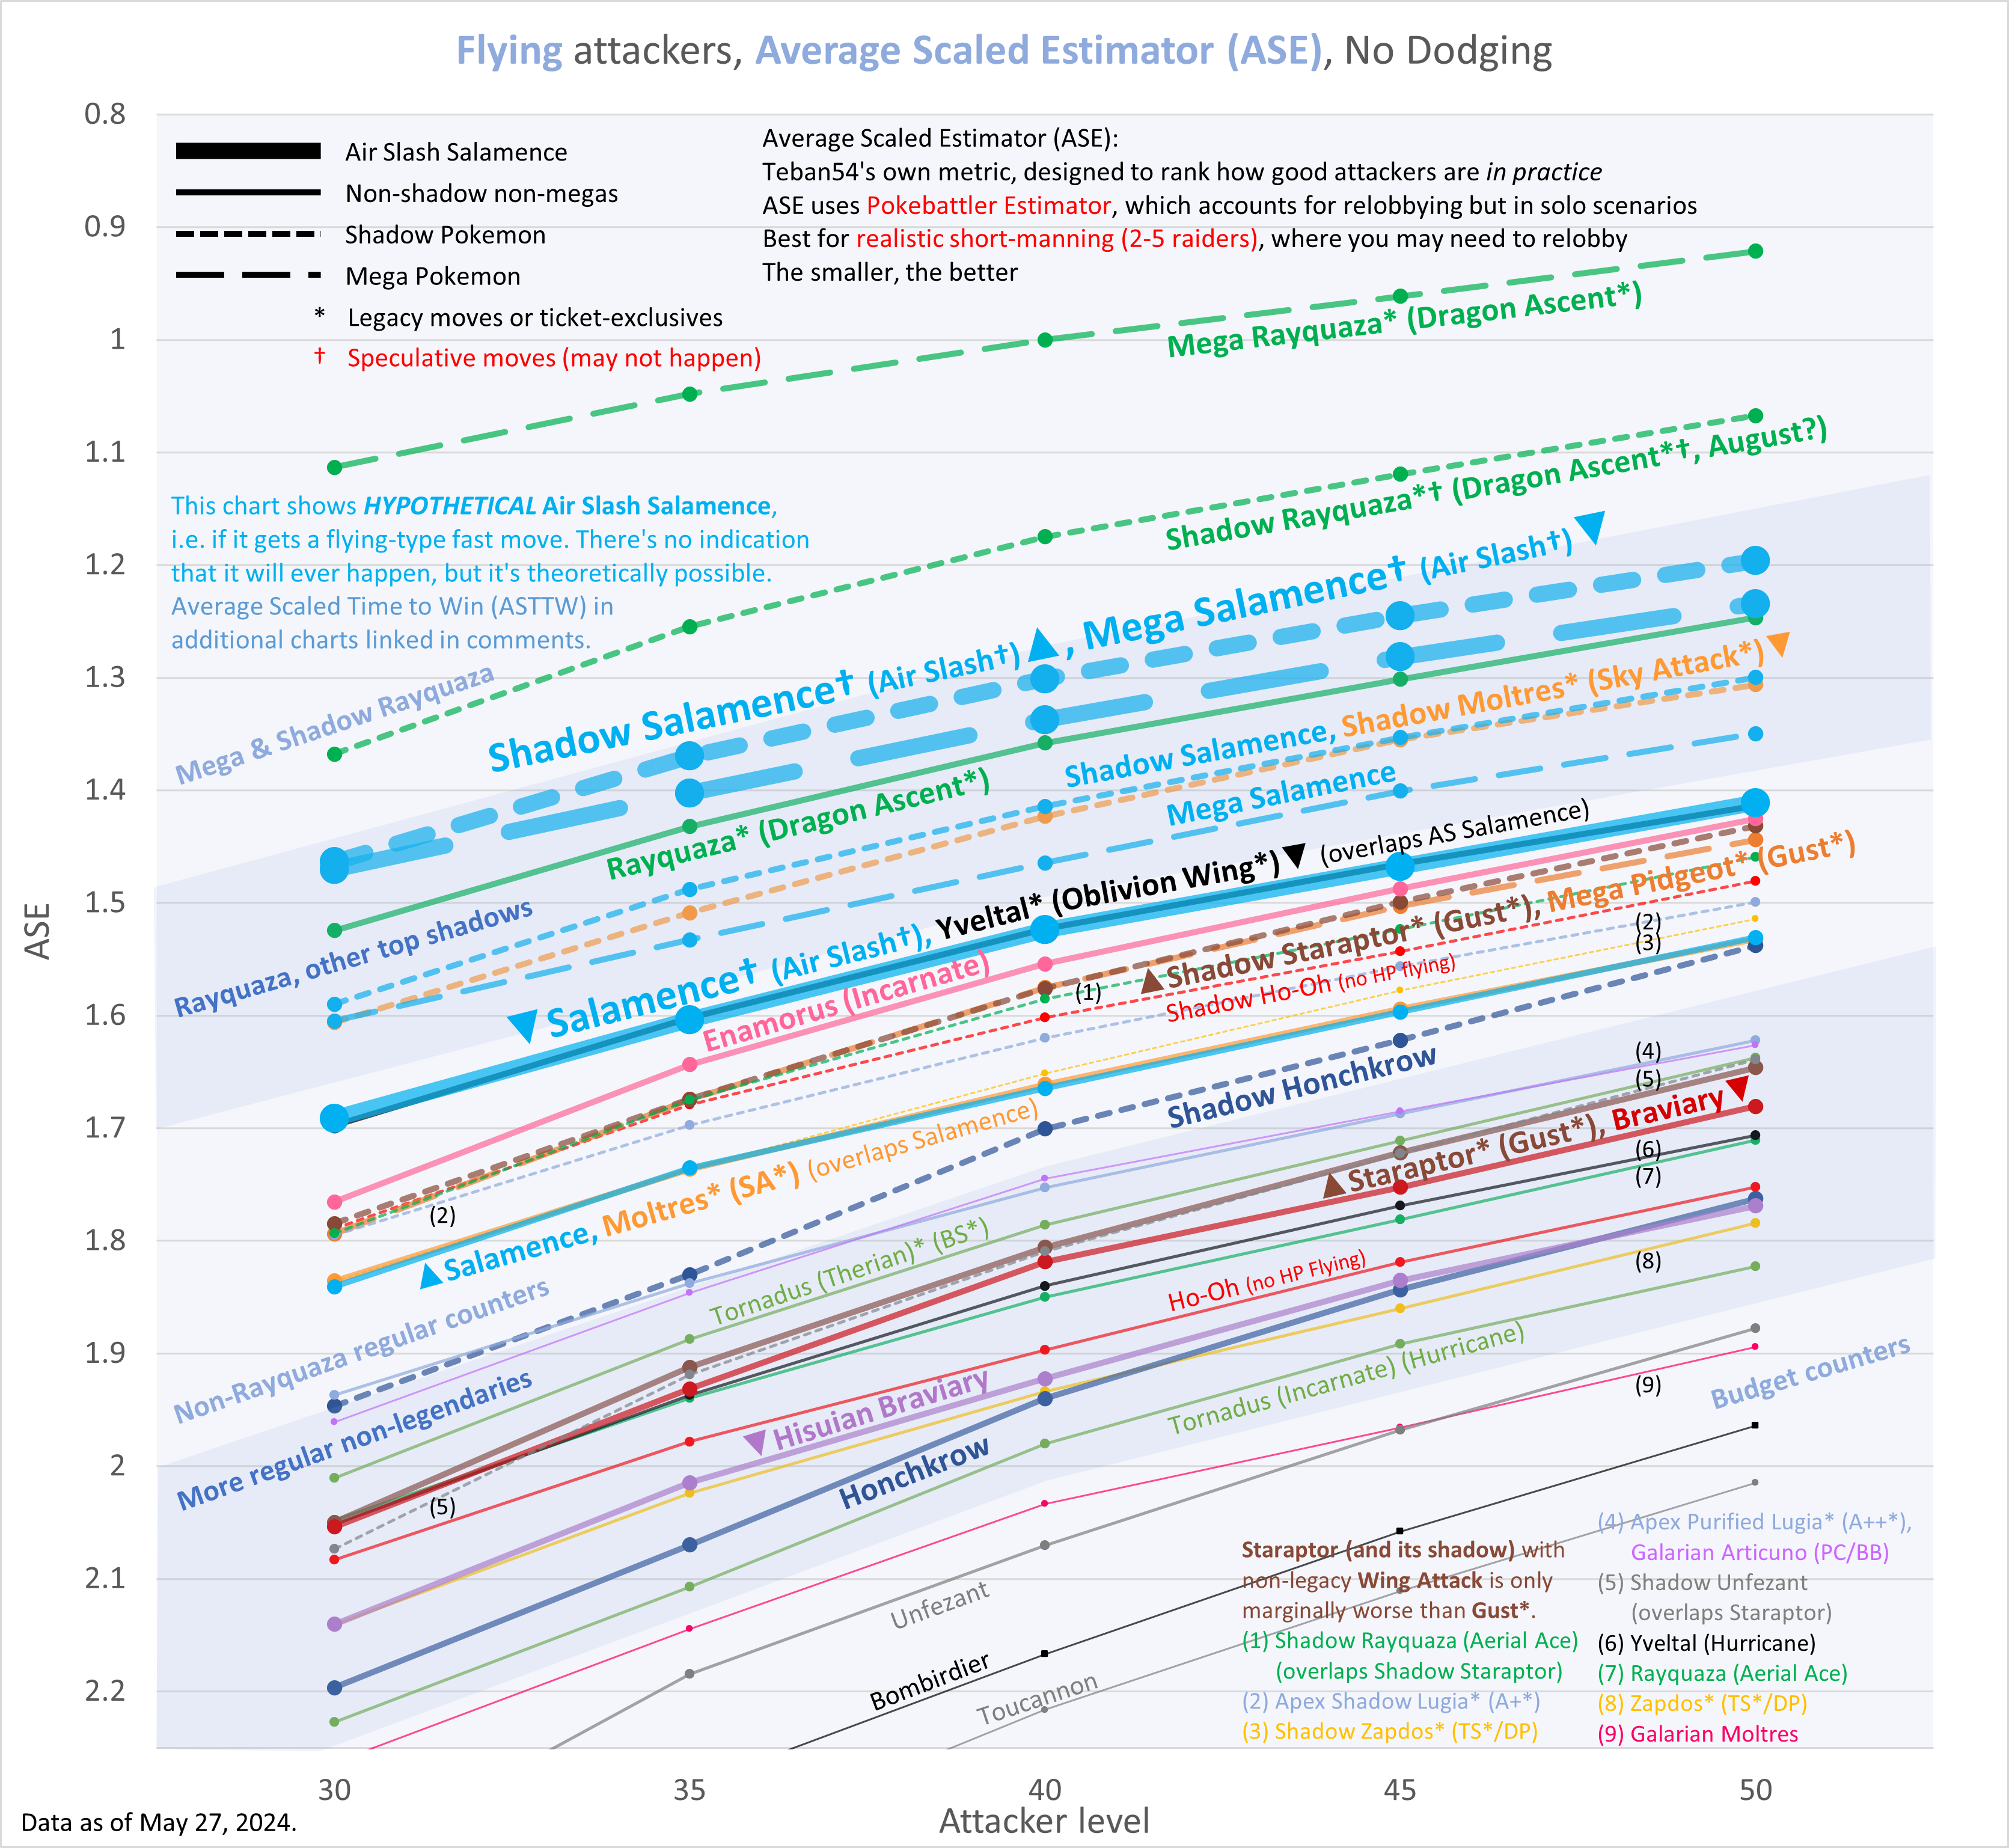 Flying attackers, Average Scaled Estimator (ASE), No Dodging
ASE
0.8
0.9
1
1.1
1.2
1.3
1.4
1.5
1.6
1.7
1.8
1.9
2
2.1
2.2
Air Slash Salamence
Non-shadow non-megas
Shadow Pokemon
Mega Pokemon
* Legacy moves or ticket-exclusives
† Speculative moves (may not happen)
Average Scaled Estimator (ASE):
Teban54's own metric, designed to rank how good attackers are in practice
ASE uses Pokebattler Estimator, which accounts for relobbying but in solo scenarios
Best for realistic short-manning (2-5 raiders), where you may need to relobby
The smaller, the better
This chart shows HYPOTHETICAL Air Slash Salamence,
i.e. if it gets a flying-type fast move. There's no indication
that it will ever happen, but it's theoretically possible.
Average Scaled Time to Win (ASTTW) in
additional charts linked in comments.
Mega Rayquaza* (Dragon Ascent*)
Shadow Rayquaza*† (Dragon Ascent*†, August?)
Mega & Shadow Rayquaza
Shadow Salamence† (Air Slash†)▲, Mega Salamence† (Air Slash†)▼
Rayquaza* (Dragon Ascent*)
Shadow Salamence, Shadow Moltres* (Sky Attack*)▼
Mega Salamence
Rayquaza, other top shadows
▼Salamence† (Air Slash†), Yveltal* (Oblivion Wing*)▼ (overlaps AS Salamence)
Enamorus (Incarnate)
▲Shadow Staraptor* (Gust*), Mega Pidgeot* (Gust*)
(1)
Shadow Ho-Oh (no HP flying)
(2)
(3)
(2)
▲Salamence, Moltres* (SA*) (overlaps Salamence)
Shadow Honchkrow
Non-Rayquaza regular counters
(4)
(5)
▲Staraptor* (Gust*), Braviary▼
(6)
(7)
Tornadus (Therian)* (BS*)
Ho-Oh (no HP Flying)
(8)
More regular non-legendaries
(5)
▼Hisuian Braviary
Honchkrow
Tornadus (Incarnate) (Hurricane)
(9)
Budget counters
Unfezant
Bombirdier
Toucannon
Staraptor (and its shadow) with
non-legacy Wing Attack is only
marginally worse than Gust*.
(1) Shadow Rayquaza (Aerial Ace)
(overlaps Shadow Staraptor)
(2) Apex Shadow Lugia* (A+*)
(3) Shadow Zapdos* (TS*/DP)
(4) Apex Purified Lugia* (A++*),
Galarian Articuno (PC/BB)
(5) Shadow Unfezant
(overlaps Staraptor)
(6) Yveltal (Hurricane)
(7) Rayquaza (Aerial Ace)
(8) Zapdos* (TS*/DP)
(9) Galarian Moltres
30
35
40
45
50
Attacker level
Data as of May 27, 2024.